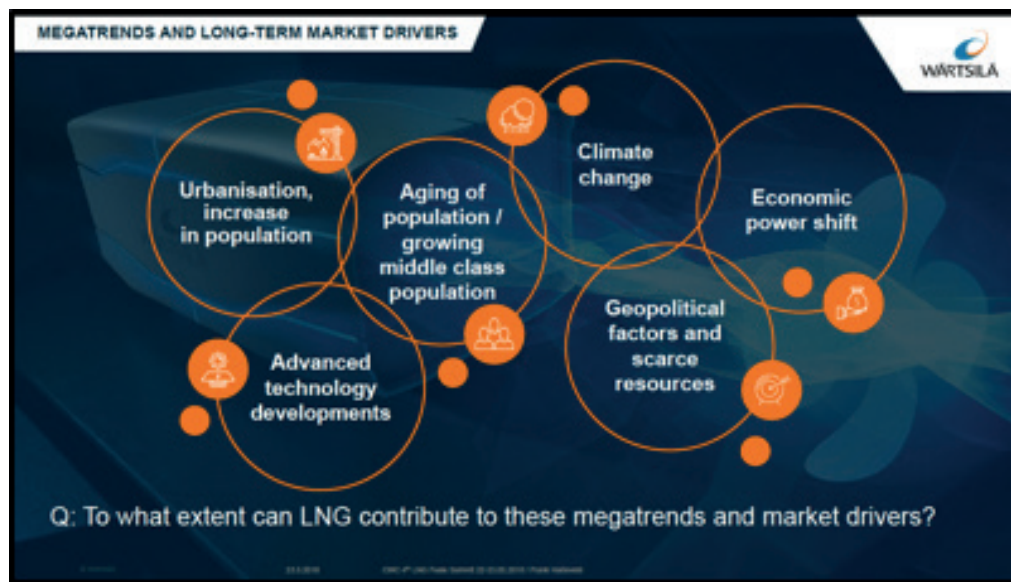 MEGATRENDS AND LONG-TERM MARKET DRIVERS
WÄRTSILÄ
Urbanisation,
increase
in population
Aging of
population /
growing
middle class
population
Climate
change
Economic
power shift
Advanced
technology
developments
Geopolitical
factors and
scarce
resources
Q: To what extent can LNG contribute to these megatrends and market drivers?